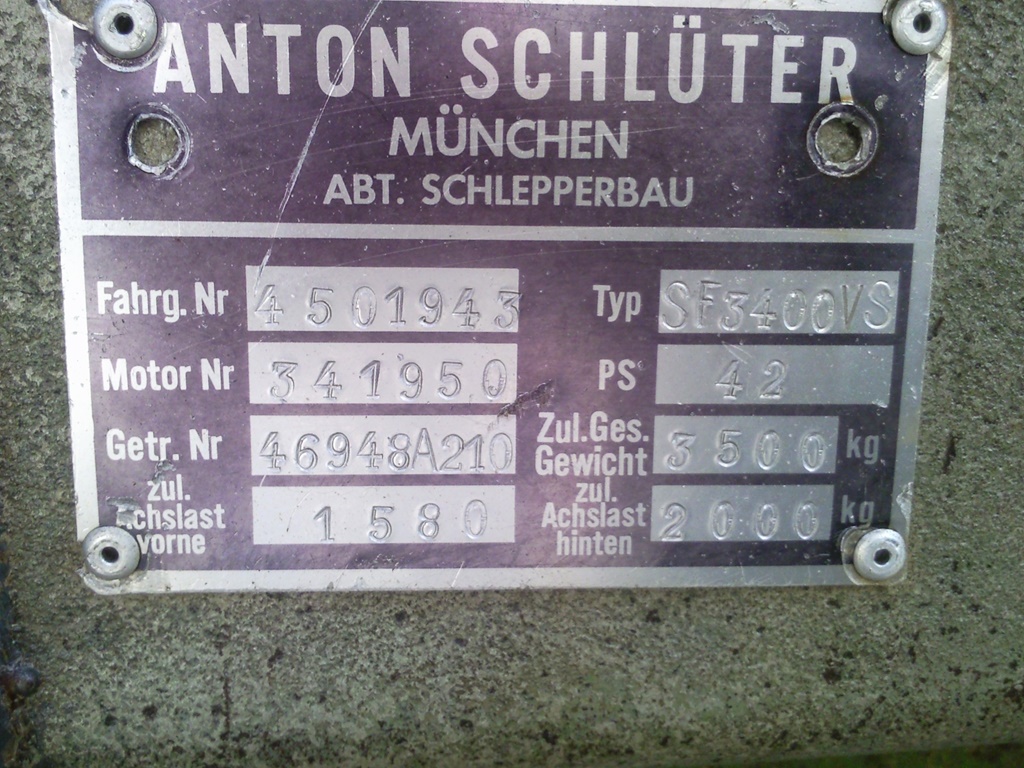 ANTON SCHLÜTER
MÜNCHEN
ABT. SCHLEPPERBAU
Fahrg. Nr 4501943 Typ SF3400VS
Motor Nr 341950 PS 42
Getr. Nr 46948A210 Zul.Ges. Gewicht 3500 kg
zul. Achslast vorne 1580 zul. Achslast hinten 2000 kg